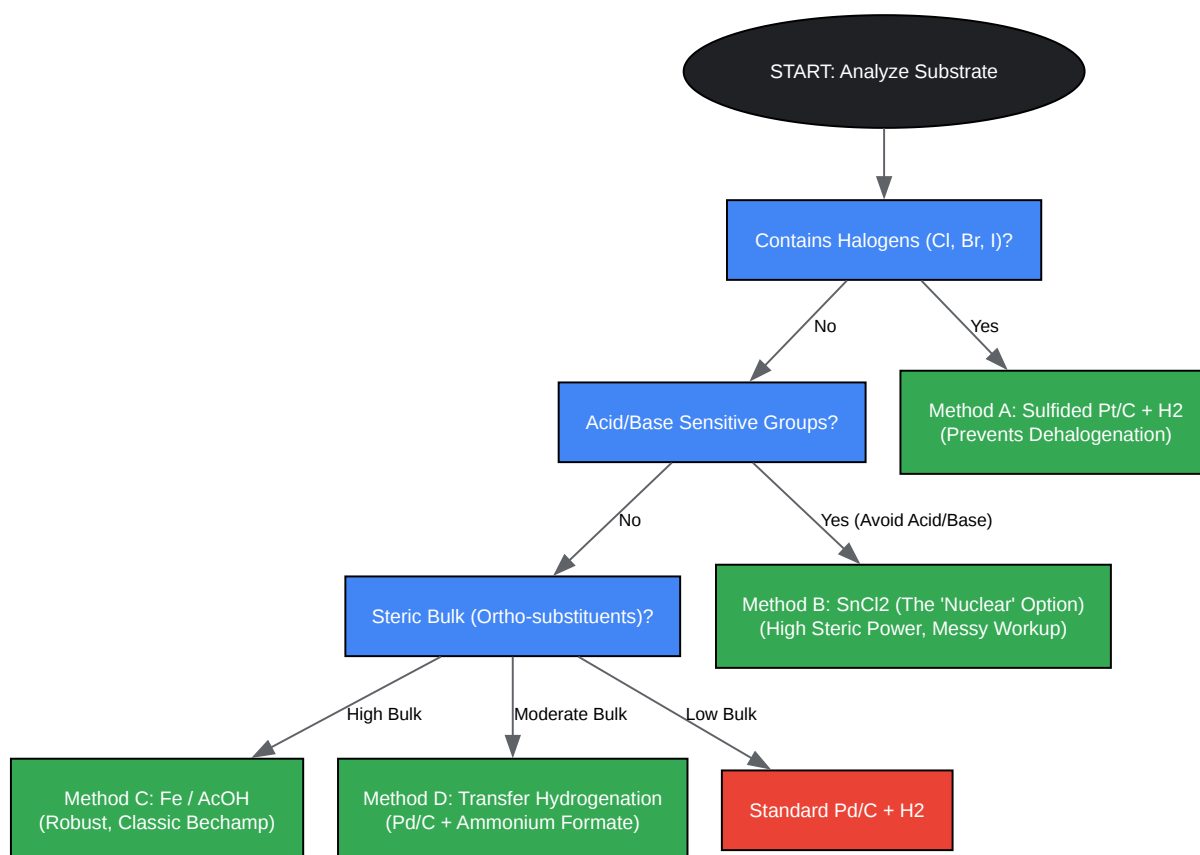 START: Analyze Substrate
Contains Halogens (Cl, Br, I)?
No
Yes
Method A: Sulfided Pt/C + H2
(Prevents Dehalogenation)
Acid/Base Sensitive Groups?
No
Yes (Avoid Acid/Base)
Method B: SnCl2 (The 'Nuclear' Option)
(High Steric Power, Messy Workup)
Steric Bulk (Ortho-substituents)?
High Bulk
Moderate Bulk
Low Bulk
Method C: Fe / AcOH
(Robust, Classic Bechamp)
Method D: Transfer Hydrogenation
(Pd/C + Ammonium Formate)
Standard Pd/C + H2